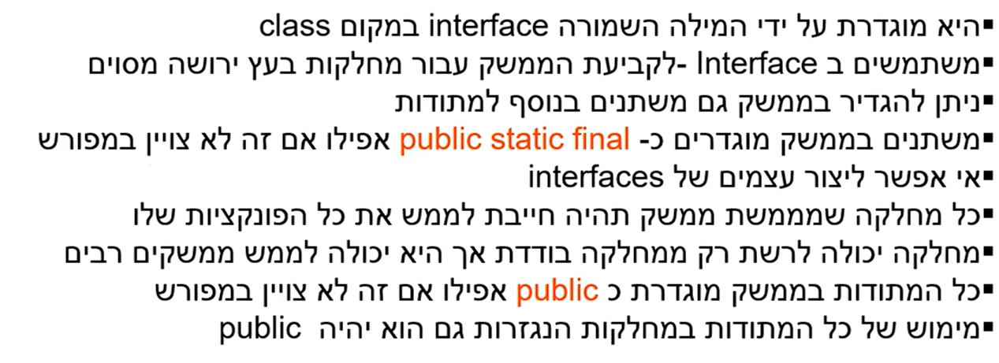 ▪היא מוגדרת על ידי המילה השמורה interface במקום class
▪משתמשים ב Interface -לקביעת הממשק עבור מחלקות בעץ ירושה מסוים
▪ניתן להגדיר בממשק גם משתנים בנוסף למתודות
▪משתנים בממשק מוגדרים כ- public static final אפילו אם זה לא צויין במפורש
▪אי אפשר ליצור עצמים של interfaces
▪כל מחלקה שמממשת ממשק תהיה חייבת לממש את כל הפונקציות שלו
▪מחלקה יכולה לרשת רק ממחלקה בודדת אך היא יכולה לממש ממשקים רבים
▪כל המתודות בממשק מוגדרת כ public אפילו אם זה לא צויין במפורש
▪מימוש של כל המתודות במחלקות הנגזרות גם הוא יהיה public